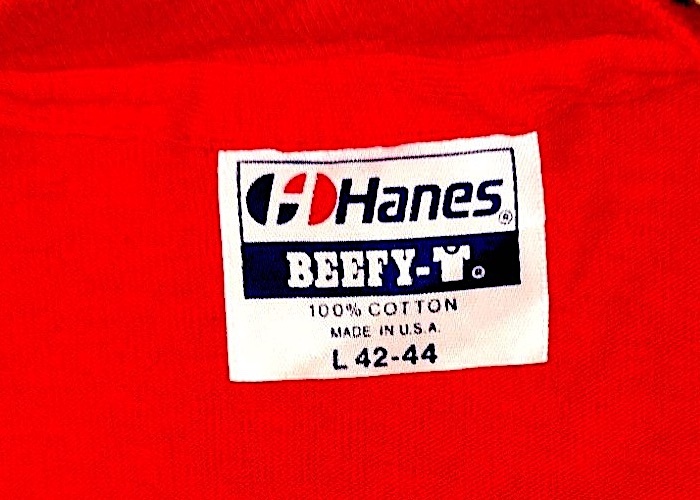 Hanes®
BEEFY-T®
100% COTTON
MADE IN U.S.A.
L 42-44